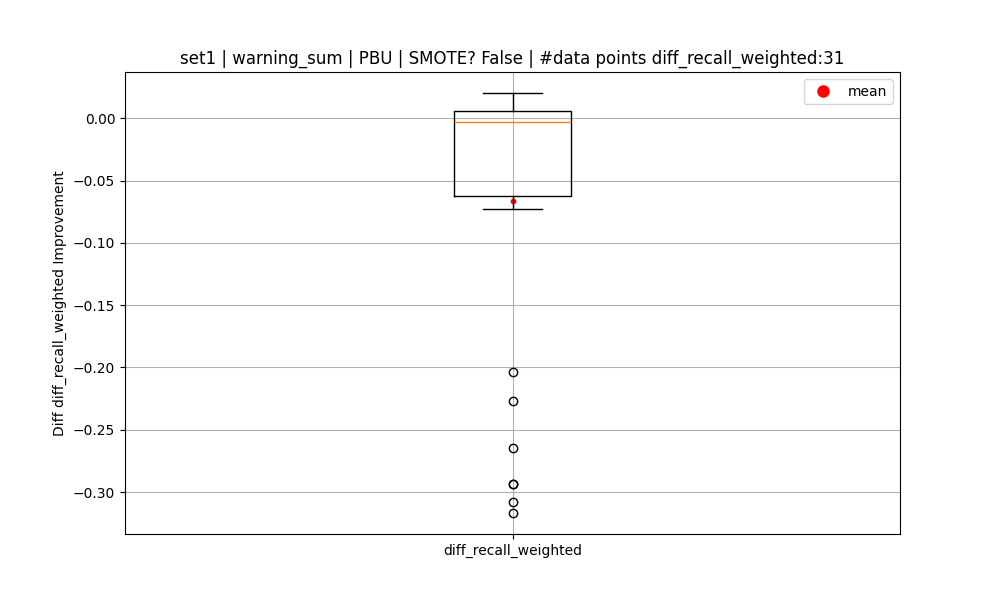 set1 | warning_sum | PBU | SMOTE? False | #data points diff_recall_weighted:31
mean
Diff diff_recall_weighted Improvement
0.00
−0.05
−0.10
−0.15
−0.20
−0.25
−0.30
diff_recall_weighted